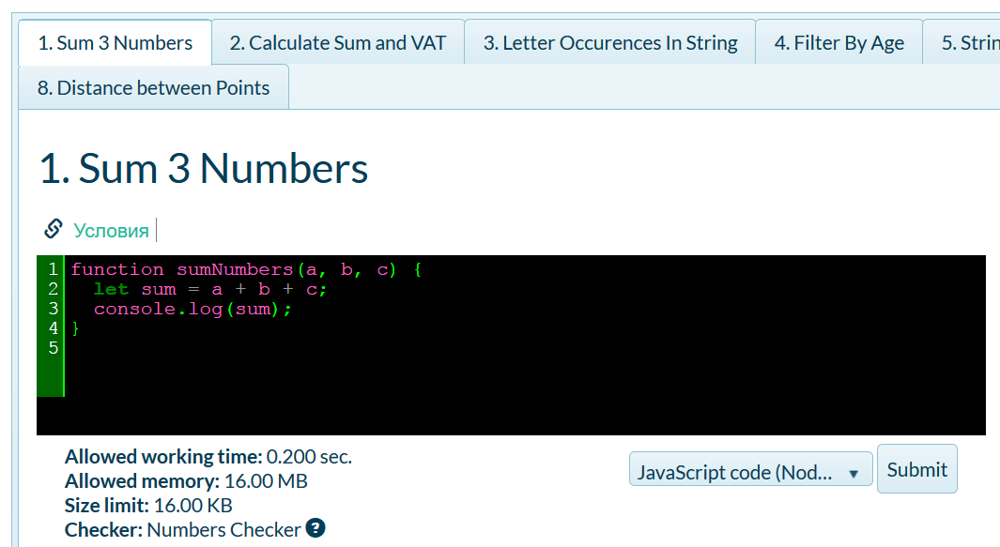 1. Sum 3 Numbers
2. Calculate Sum and VAT
3. Letter Occurences In String
4. Filter By Age
8. Distance between Points
1. Sum 3 Numbers
Условия
1 function sumNumbers(a, b, c) {
2 let sum = a + b + c;
3 console.log(sum);
4 }
5
Allowed working time: 0.200 sec.
Allowed memory: 16.00 MB
Size limit: 16.00 KB
Checker: Numbers Checker ?
JavaScript code (Nod...
Submit